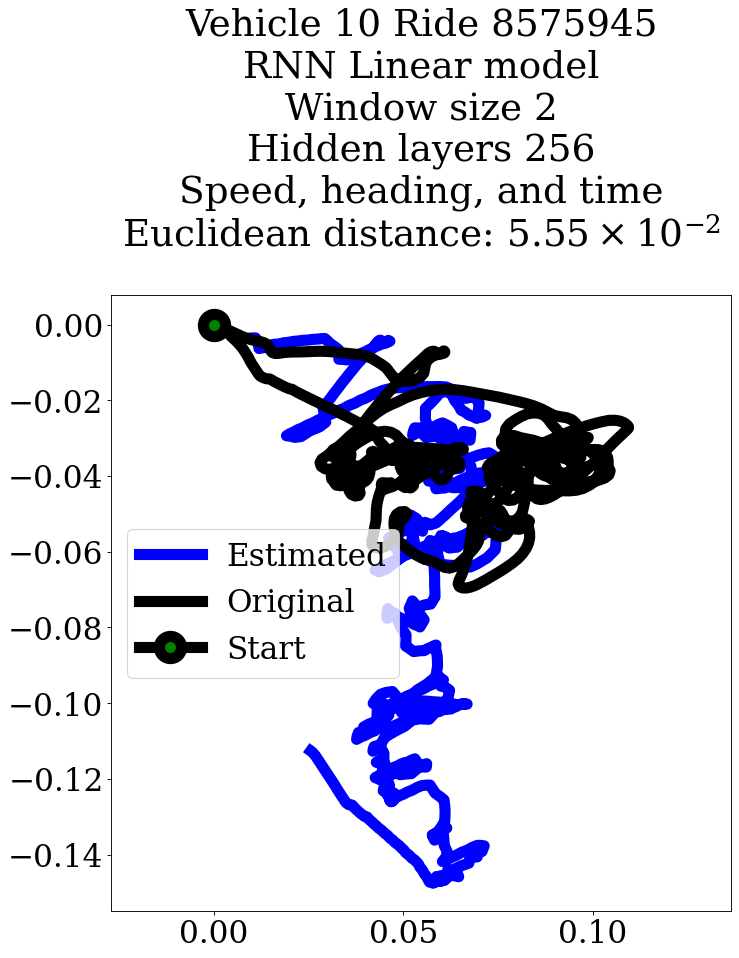 Vehicle 10 Ride 8575945
RNN Linear model
Window size 2
Hidden layers 256
Speed, heading, and time
Euclidean distance: 5.55 × 10⁻²
0.00
−0.02
−0.04
−0.06
−0.08
−0.10
−0.12
−0.14
Estimated
Original
Start
0.00 0.05 0.10